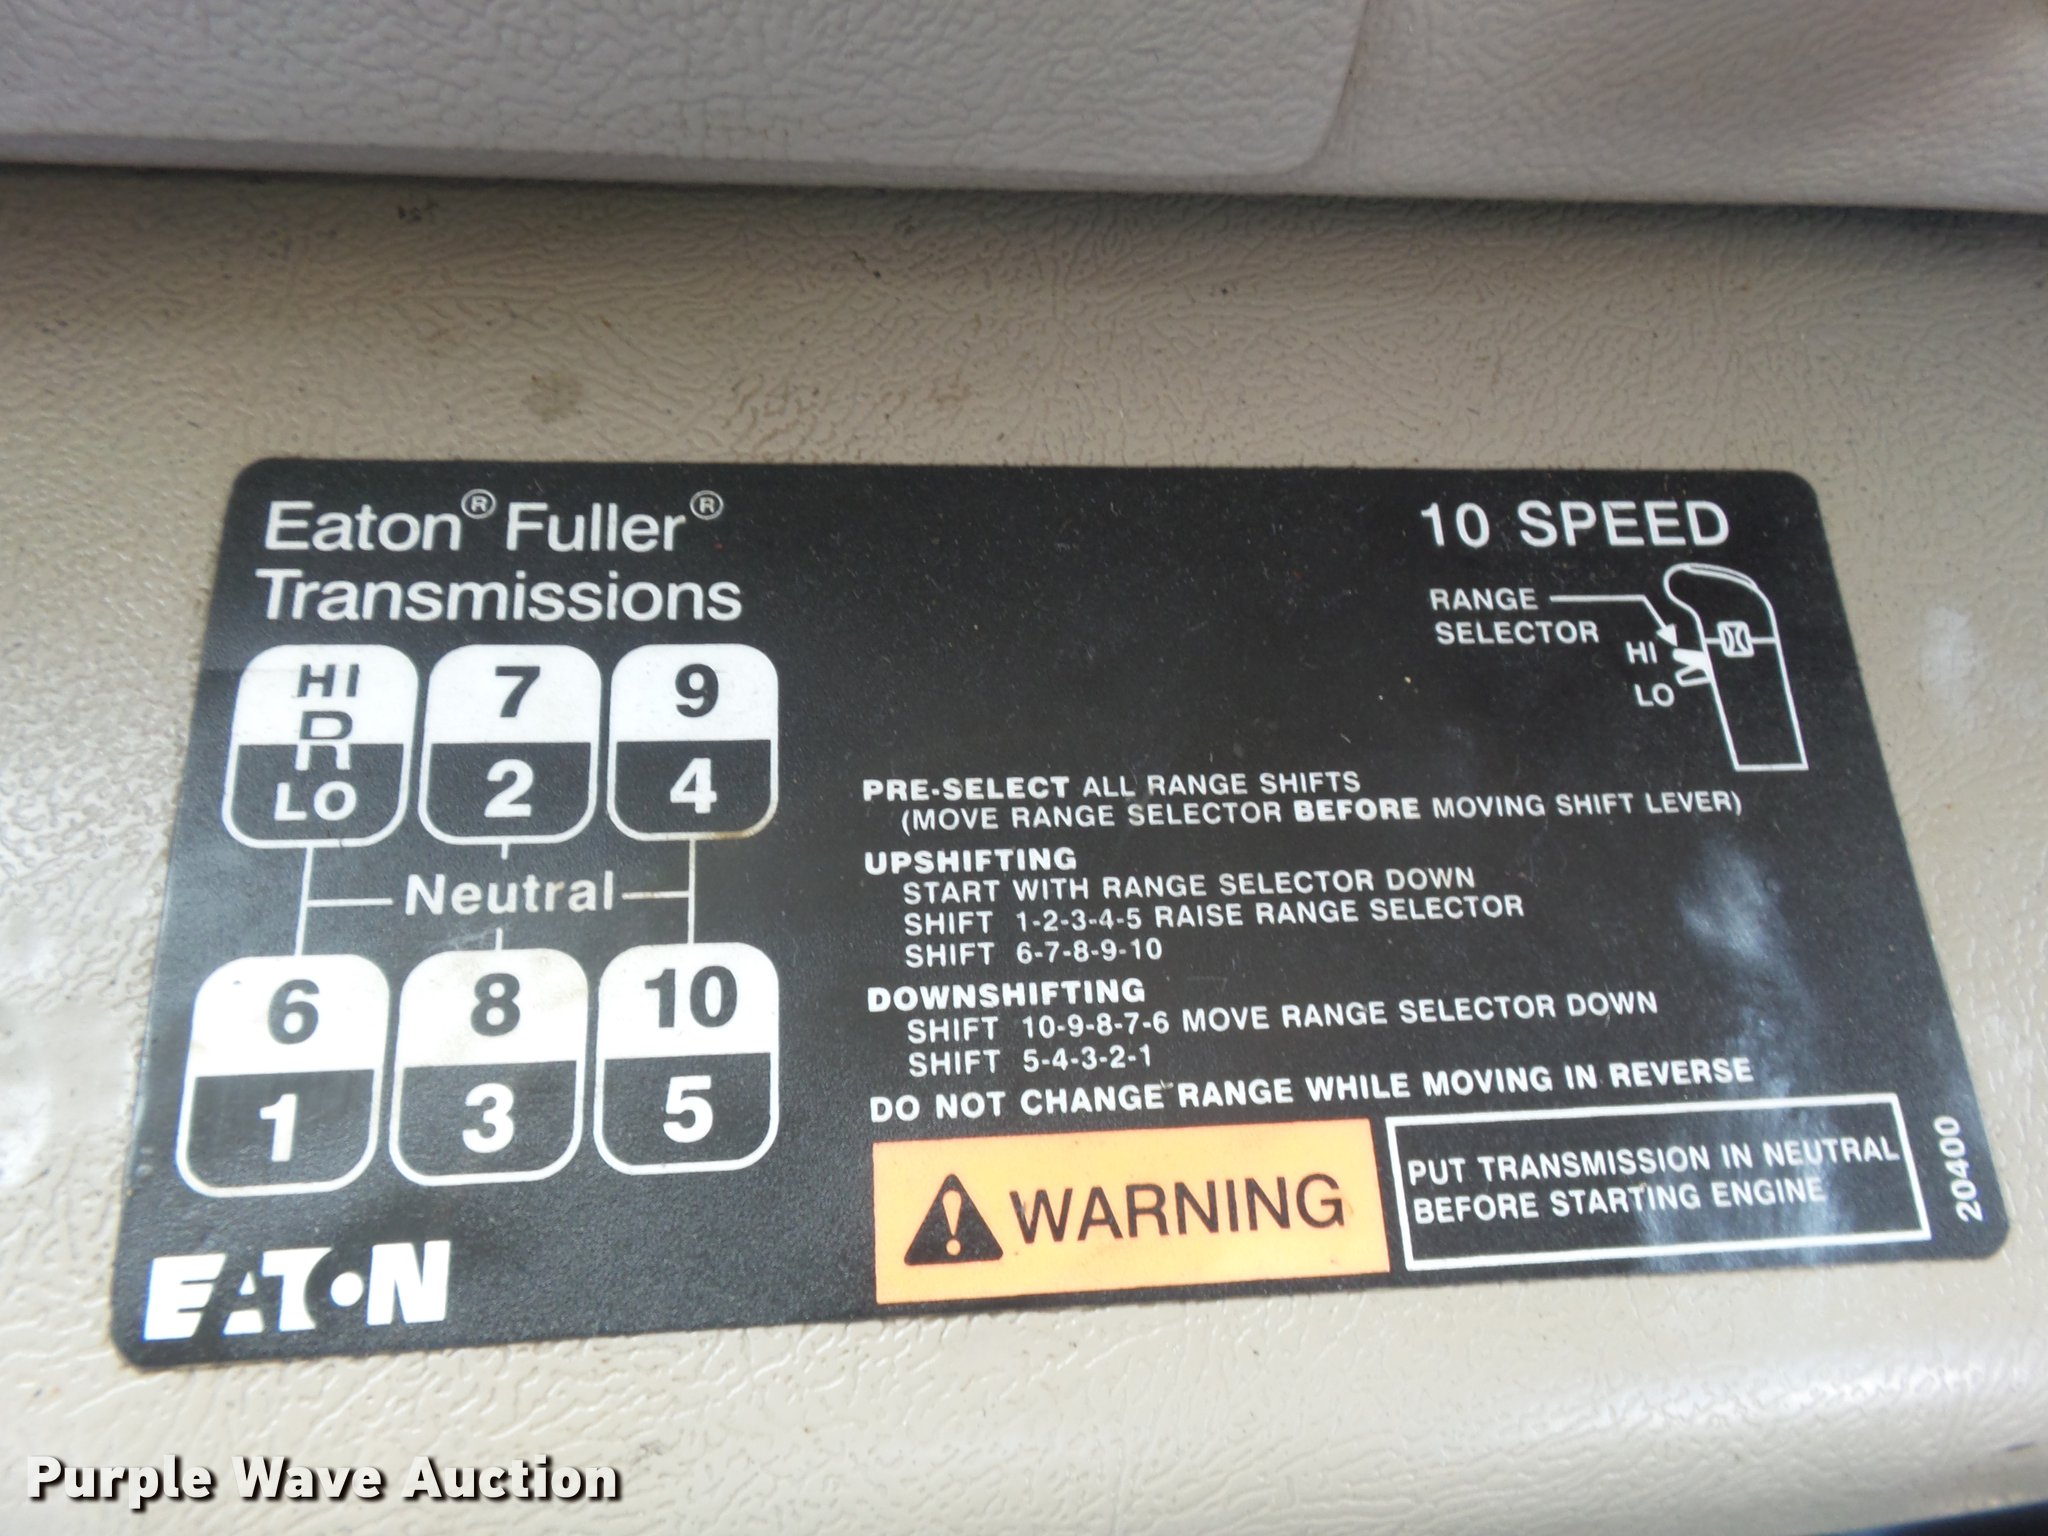 Eaton® Fuller®
Transmissions
10 SPEED
RANGE
SELECTOR
HI
LO
HI
R
LO
7
2
9
4
Neutral
6
1
8
3
10
5
PRE-SELECT ALL RANGE SHIFTS
(MOVE RANGE SELECTOR BEFORE MOVING SHIFT LEVER)
UPSHIFTING
START WITH RANGE SELECTOR DOWN
SHIFT 1-2-3-4-5 RAISE RANGE SELECTOR
SHIFT 6-7-8-9-10
DOWNSHIFTING
SHIFT 10-9-8-7-6 MOVE RANGE SELECTOR DOWN
SHIFT 5-4-3-2-1
DO NOT CHANGE RANGE WHILE MOVING IN REVERSE
WARNING
PUT TRANSMISSION IN NEUTRAL
BEFORE STARTING ENGINE
20400
EATON
Purple Wave Auction